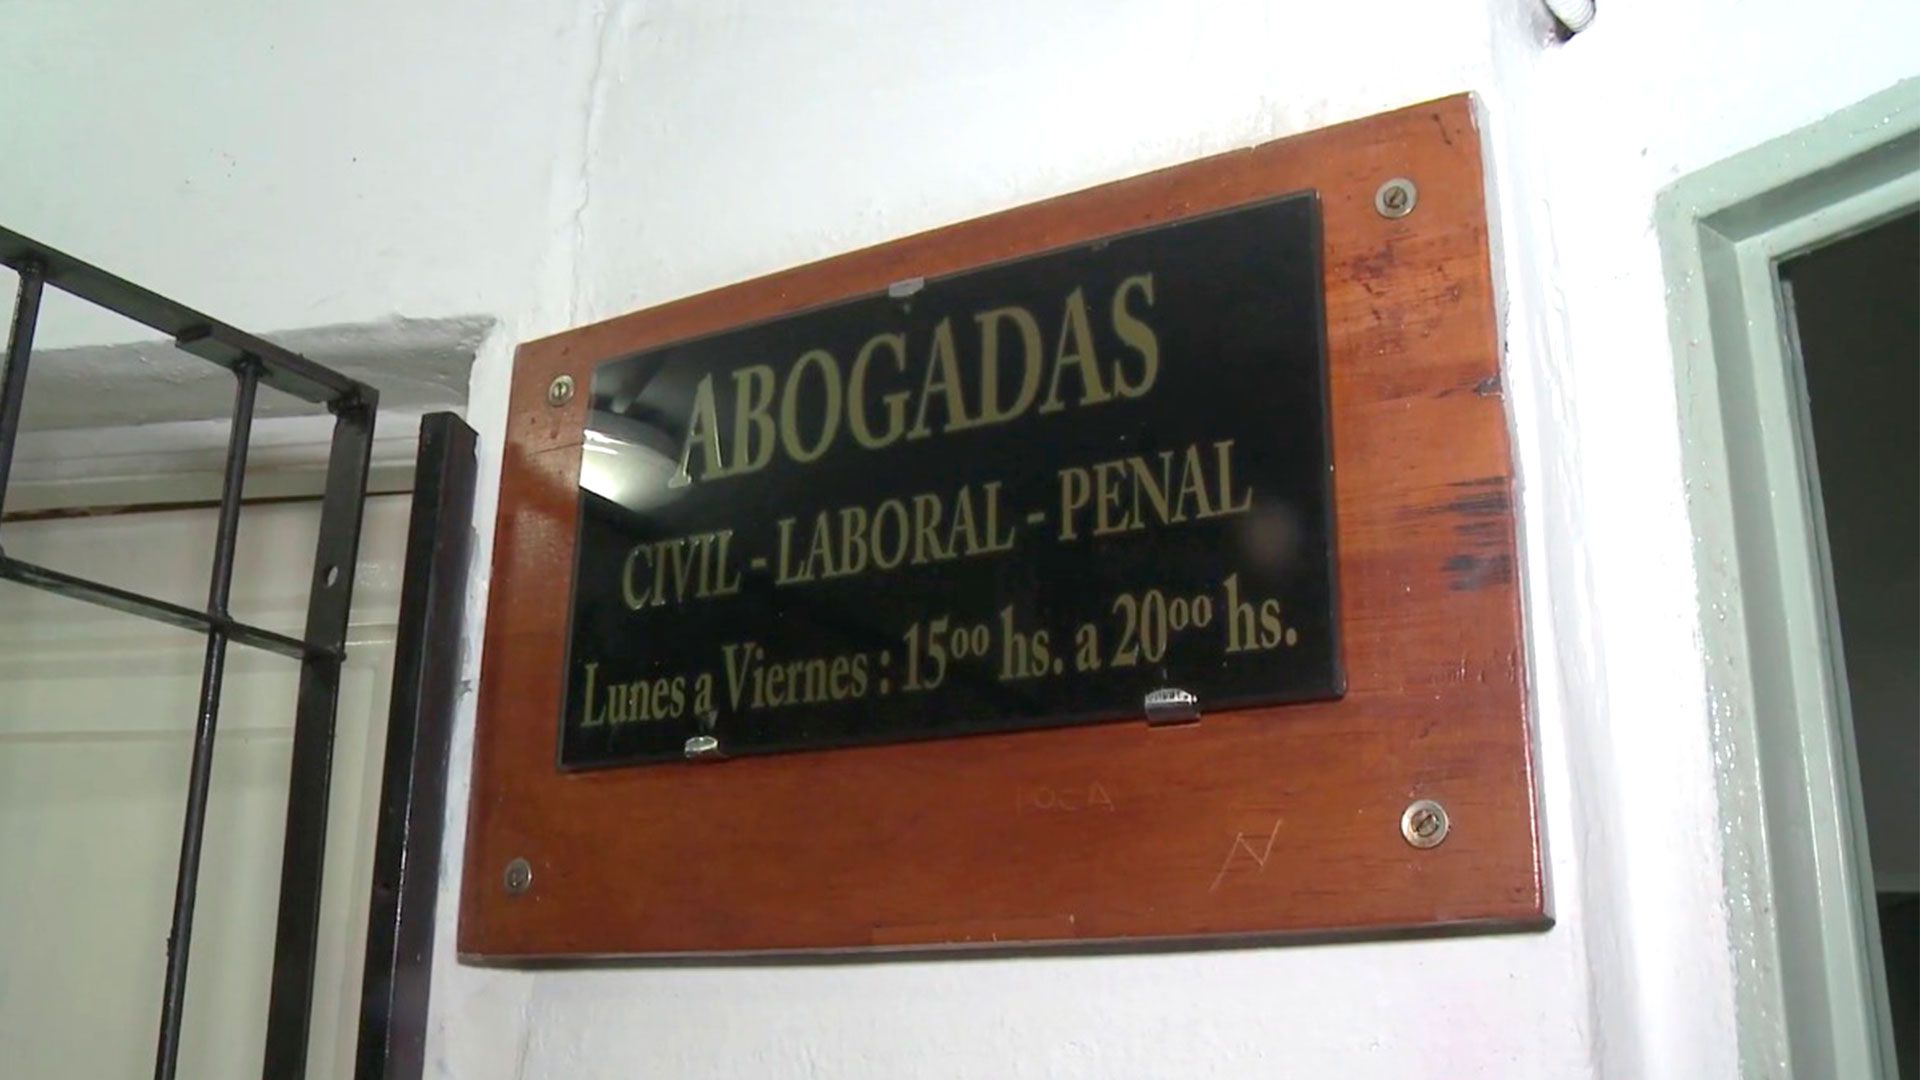 ABOGADAS
CIVIL - LABORAL - PENAL
Lunes a Viernes : 15ºº hs. a 20ºº hs.